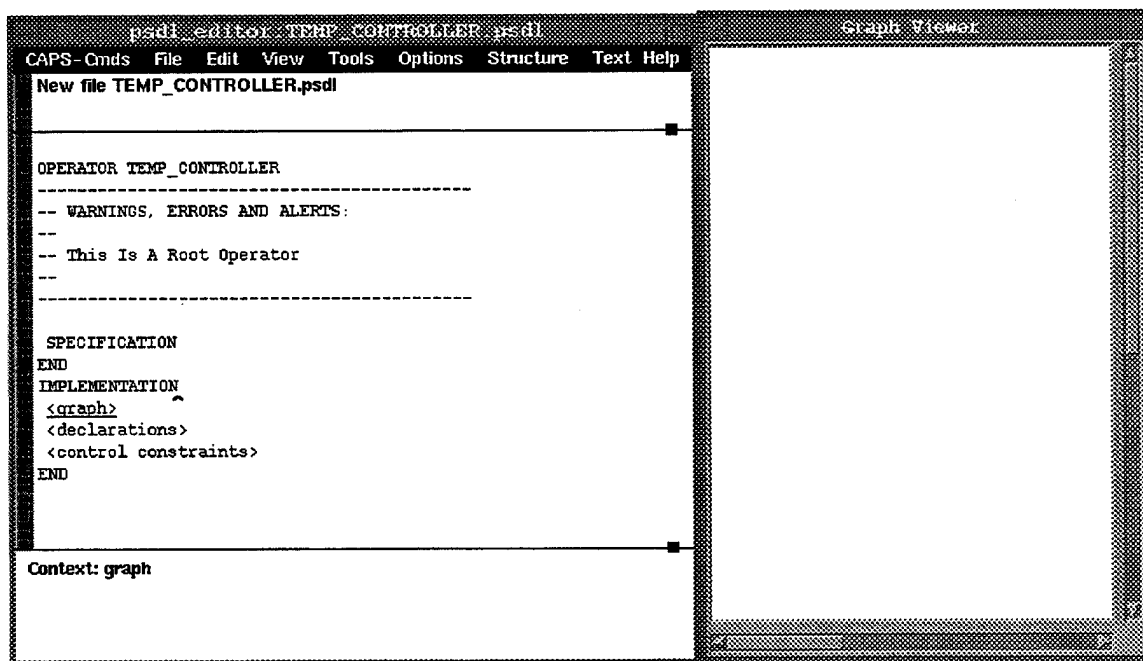 psdl_editor:TEMP_CONTROLLER.psdl
Graph Viewer
CAPS-Cmds File Edit View Tools Options Structure Text Help
New file TEMP_CONTROLLER.psdl
OPERATOR TEMP_CONTROLLER
--------------------------------------------
-- WARNINGS, ERRORS AND ALERTS:
--
-- This Is A Root Operator
--
--------------------------------------------
SPECIFICATION
END
IMPLEMENTATION
<graph>
<declarations>
<control constraints>
END
Context: graph